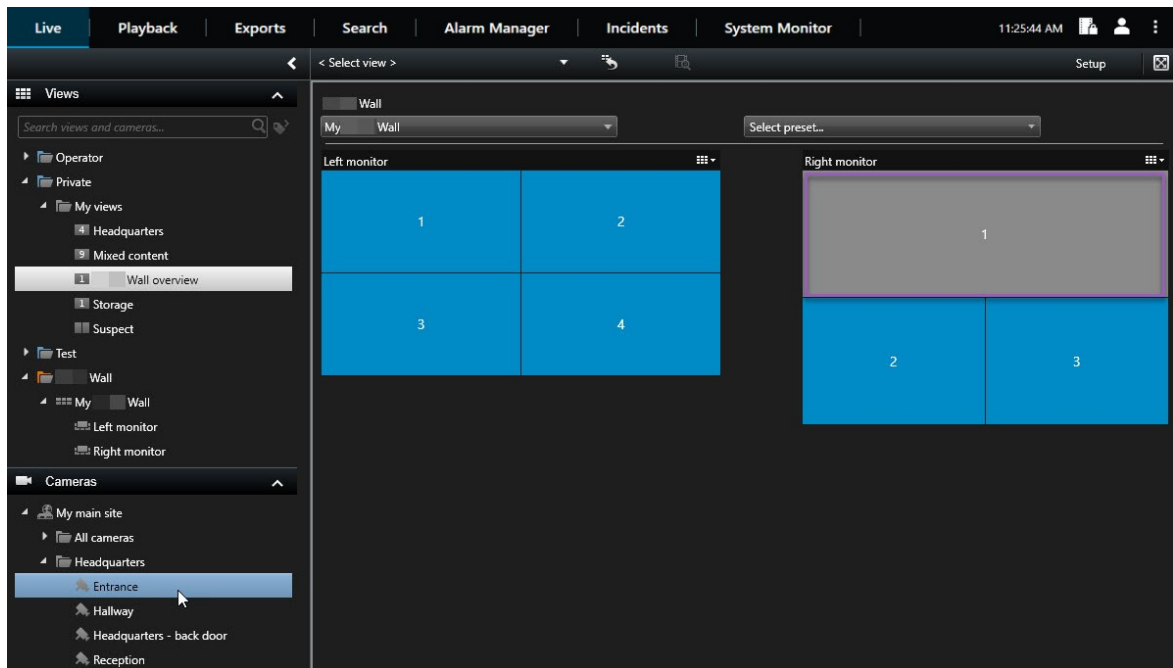 Live Playback Exports Search Alarm Manager Incidents System Monitor 11:25:44 AM
< Select view > Setup
Views
Search views and cameras...
Operator
Private
My views
4 Headquarters
9 Mixed content
1 Wall overview
1 Storage
Suspect
Test
Wall
My Wall
Left monitor
Right monitor
Cameras
My main site
All cameras
Headquarters
Entrance
Hallway
Headquarters - back door
Reception
Wall
My Wall Select preset...
Left monitor
1 2
3 4
Right monitor
1
2 3